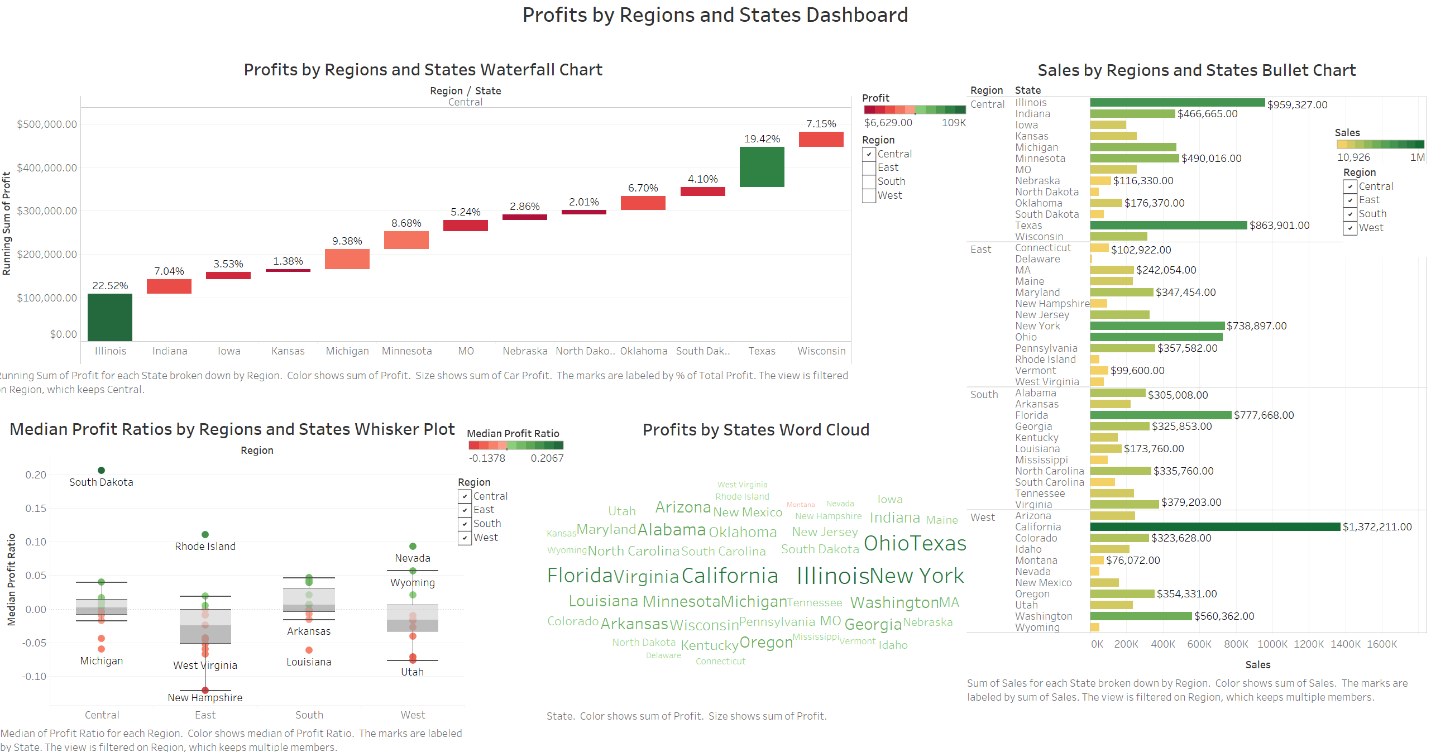 Profits by Regions and States Dashboard
Profits by Regions and States Waterfall Chart
Region / State
Central
Running Sum of Profit
$500,000.00
$400,000.00
$300,000.00
$200,000.00
$100,000.00
$0.00
22.52%
7.04%
3.53%
1.38%
9.38%
8.68%
5.24%
2.86%
2.01%
6.70%
4.10%
19.42%
7.15%
Illinois
Indiana
Iowa
Kansas
Michigan
Minnesota
MO
Nebraska
North Dako..
Oklahoma
South Dak..
Texas
Wisconsin
Running Sum of Profit for each State broken down by Region. Color shows sum of Profit. Size shows sum of Car Profit. The marks are labeled by % of Total Profit. The view is filtered
on Region, which keeps Central.
Profit
$6,629.00 109K
Region
Central
East
South
West
Sales by Regions and States Bullet Chart
Region State
Central
Illinois $959,327.00
Indiana $466,665.00
Iowa
Kansas
Michigan
Minnesota $490,016.00
MO
Nebraska $116,330.00
North Dakota
Oklahoma $176,370.00
South Dakota
Texas $863,901.00
Wisconsin
East
Connecticut $102,922.00
Delaware
MA $242,054.00
Maine
Maryland $347,454.00
New Hampshire
New Jersey
New York $738,897.00
Ohio
Pennsylvania $357,582.00
Rhode Island
Vermont $99,600.00
West Virginia
South
Alabama $305,008.00
Arkansas
Florida $777,668.00
Georgia $325,853.00
Kentucky
Louisiana $173,760.00
Mississippi
North Carolina $335,760.00
South Carolina
Tennessee
Virginia $379,203.00
West
Arizona
California $1,372,211.00
Colorado $323,628.00
Idaho
Montana $76,072.00
Nevada
New Mexico
Oregon $354,331.00
Utah
Washington $560,362.00
Wyoming
0K 200K 400K 600K 800K 1000K 1200K 1400K 1600K
Sales
Sum of Sales for each State broken down by Region. Color shows sum of Sales. The marks are
labeled by sum of Sales. The view is filtered on Region, which keeps multiple members.
Sales
10,926 1M
Region
Central
East
South
West
Median Profit Ratios by Regions and States Whisker Plot
Region
Median Profit Ratio
0.20
0.15
0.10
0.05
0.00
-0.05
-0.10
South Dakota
Michigan
Rhode Island
West Virginia
New Hampshire
Arkansas
Louisiana
Nevada
Wyoming
Utah
Central East South West
Median of Profit Ratio for each Region. Color shows median of Profit Ratio. The marks are labeled
by State. The view is filtered on Region, which keeps multiple members.
Median Profit Ratio
-0.1378 0.2067
Region
Central
East
South
West
Profits by States Word Cloud
West Virginia
Rhode Island Montana Nevada Iowa
Utah Arizona New Mexico New Hampshire Indiana Maine
Kansas Maryland Alabama Oklahoma New Jersey
Wyoming North Carolina South Carolina South Dakota Ohio Texas
Florida Virginia California Illinois New York
Louisiana Minnesota Michigan Tennessee Washington MA
Colorado Arkansas Wisconsin Pennsylvania MO Georgia Nebraska
North Dakota Kentucky Oregon Mississippi Vermont Idaho
Delaware
Connecticut
State. Color shows sum of Profit. Size shows sum of Profit.